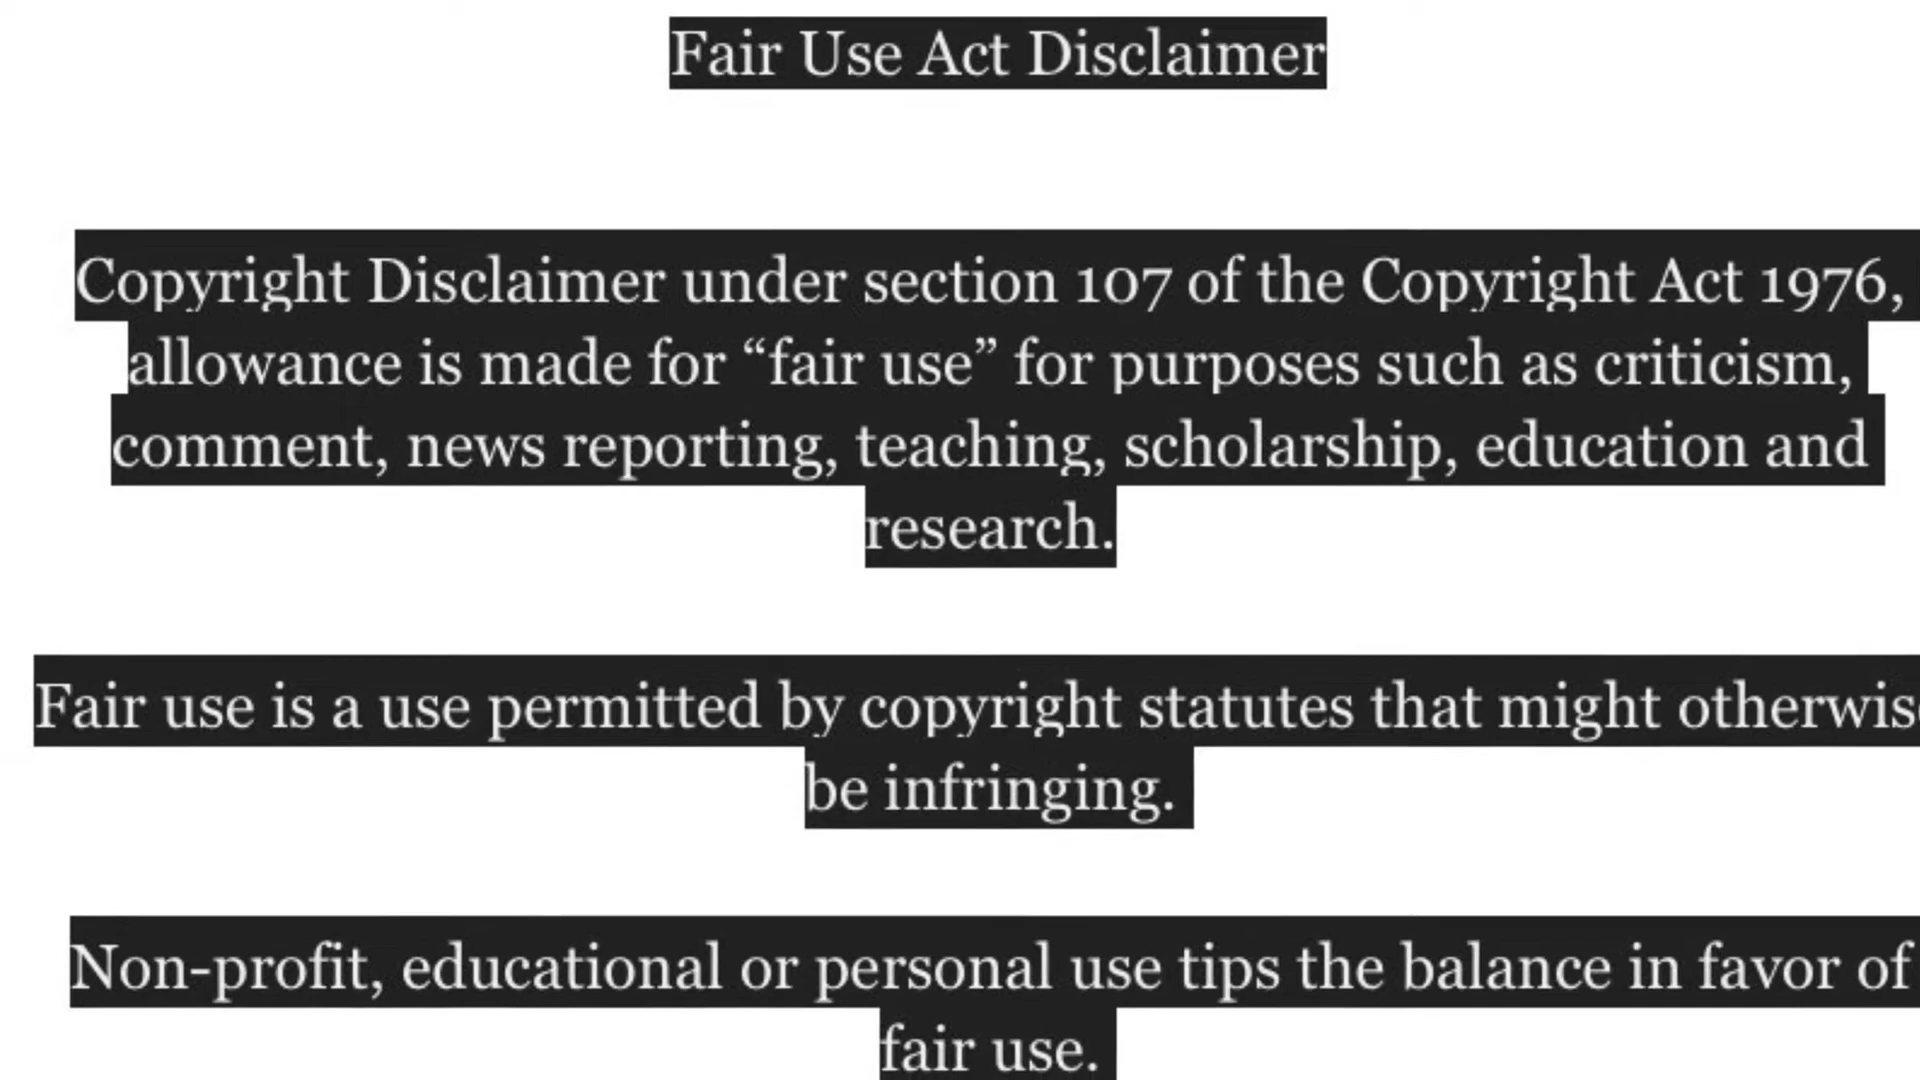 Fair Use Act Disclaimer
Copyright Disclaimer under section 107 of the Copyright Act 1976,
allowance is made for “fair use” for purposes such as criticism,
comment, news reporting, teaching, scholarship, education and
research.
Fair use is a use permitted by copyright statutes that might otherwise
be infringing.
Non-profit, educational or personal use tips the balance in favor of
fair use.